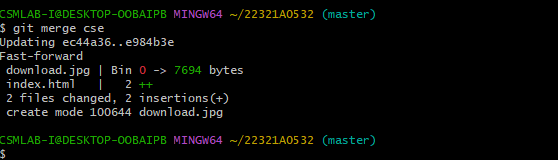 CSMLAB-I@DESKTOP-OOBAIPB MINGW64 ~/22321A0532 (master)
$ git merge cse
Updating ec44a36..e984b3e
Fast-forward
 download.jpg | Bin 0 -> 7694 bytes
 index.html   |   2 ++
 2 files changed, 2 insertions(+)
 create mode 100644 download.jpg
CSMLAB-I@DESKTOP-OOBAIPB MINGW64 ~/22321A0532 (master)
$